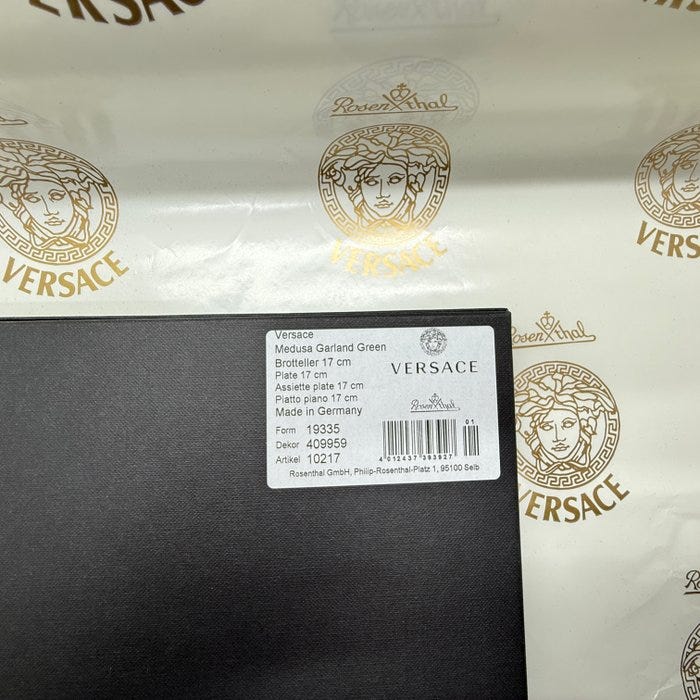 VERSACE
Rosenthal
VERSACE
VERSACE
VERSACE
Rosenthal
VERSACE
Versace
Medusa Garland Green
Brotteller 17 cm
Plate 17 cm
Assiette plate 17 cm
Piatto piano 17 cm
Made in Germany
Form 19335
Dekor 409959
Artikel 10217
VERSACE
Rosenthal
01
4 012437 393927
Rosenthal GmbH, Philip-Rosenthal-Platz 1, 95100 Selb